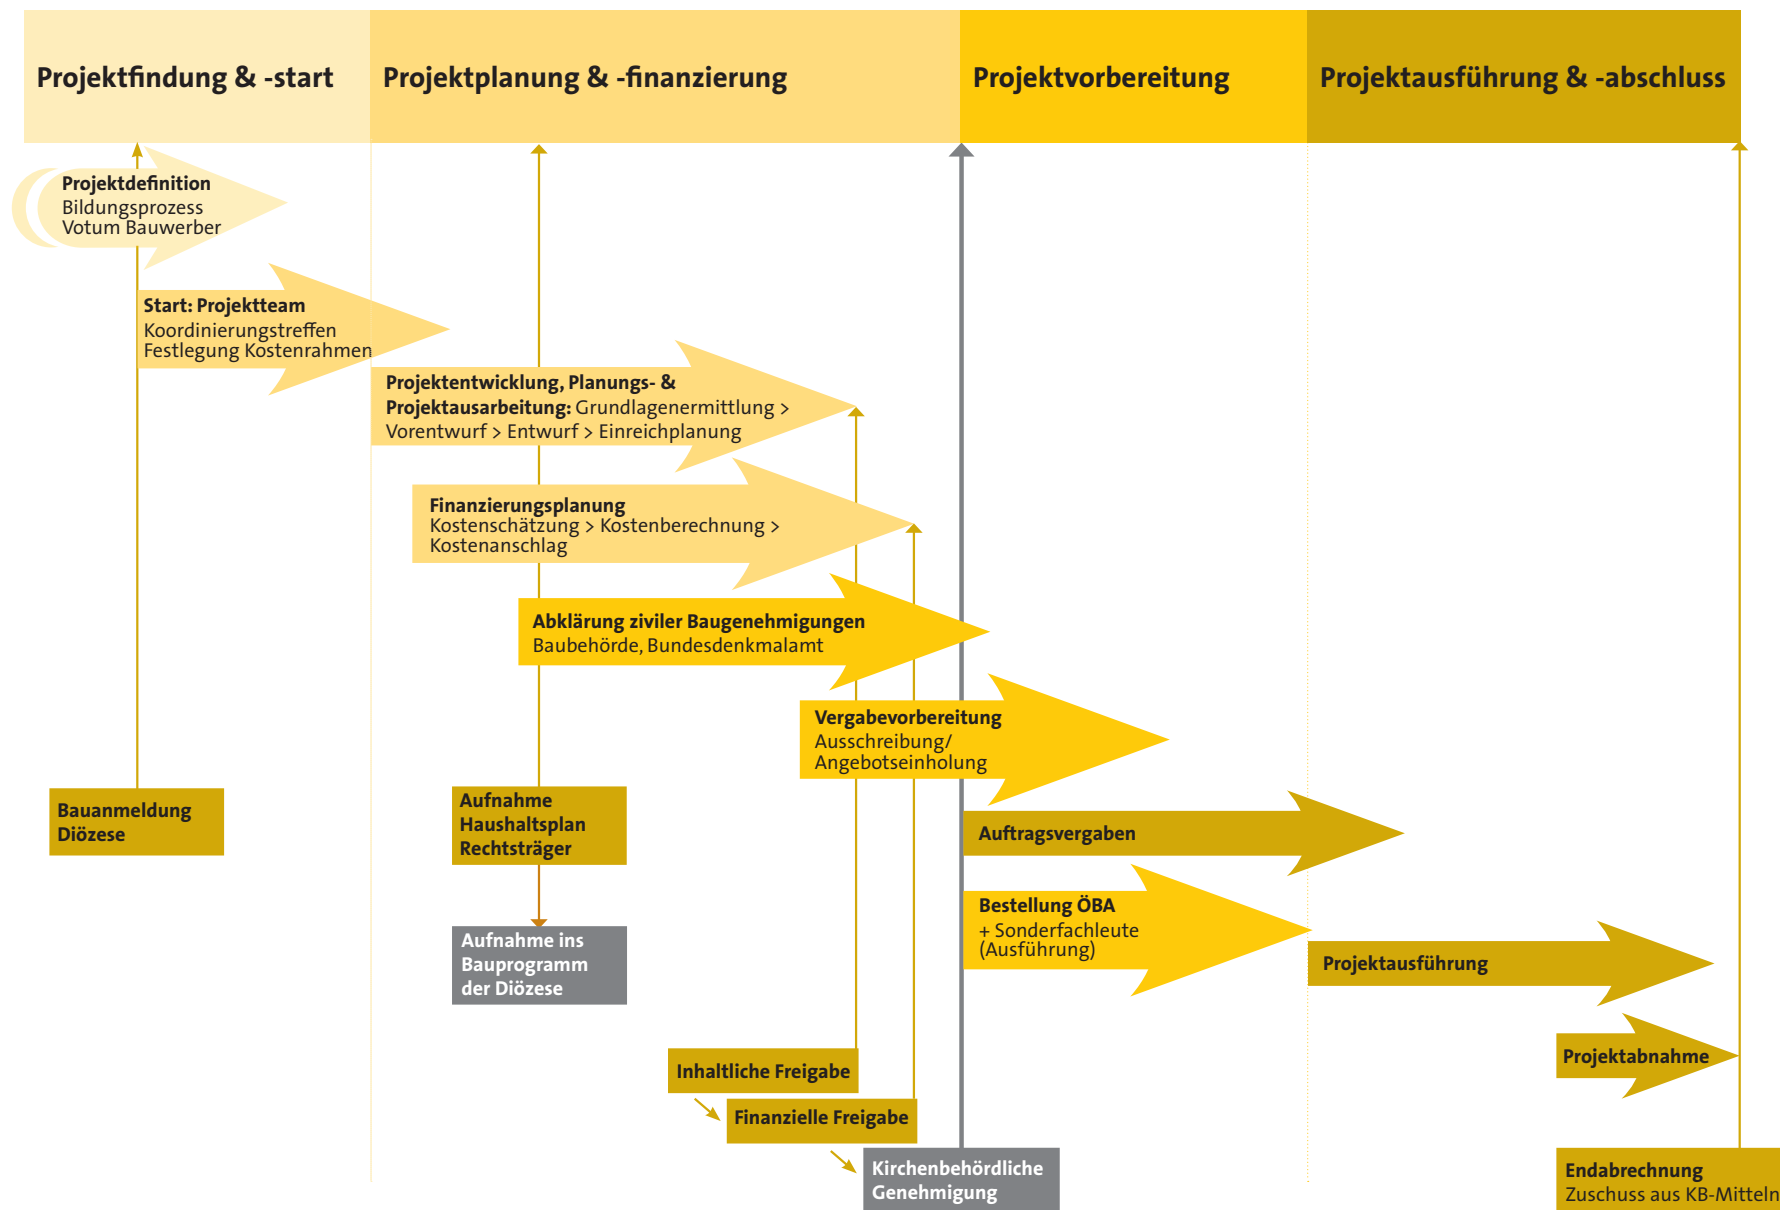 Projektfindung & -start
Projektplanung & -finanzierung
Projektvorbereitung
Projektausführung & -abschluss
Projektdefinition
Bildungsprozess
Votum Bauwerber
Start: Projektteam
Koordinierungstreffen
Festlegung Kostenrahmen
Projektentwicklung, Planungs- &
Projektausarbeitung: Grundlagenermittlung >
Vorentwurf > Entwurf > Einreichplanung
Finanzierungsplanung
Kostenschätzung > Kostenberechnung >
Kostenanschlag
Abklärung ziviler Baugenehmigungen
Baubehörde, Bundesdenkmalamt
Vergabevorbereitung
Ausschreibung/
Angebotseinholung
Bauanmeldung
Diözese
Aufnahme
Haushaltsplan
Rechtsträger
Auftragsvergaben
Bestellung ÖBA
+ Sonderfachleute
(Ausführung)
Aufnahme ins
Bauprogramm
der Diözese
Projektausführung
Projektabnahme
Inhaltliche Freigabe
Finanzielle Freigabe
Kirchenbehördliche
Genehmigung
Endabrechnung
Zuschuss aus KB-Mitteln